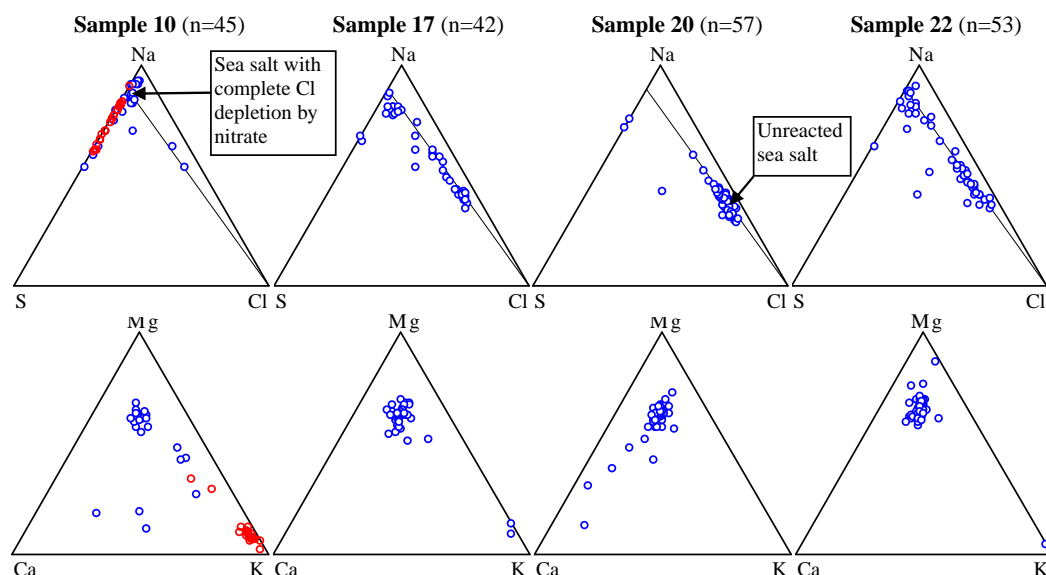 Sample 10 (n=45)
Sample 17 (n=42)
Sample 20 (n=57)
Sample 22 (n=53)
Na
Na
Na
Na
Sea salt with
complete Cl
depletion by
nitrate
Unreacted
sea salt
S
Cl
S
Cl
S
Cl
S
Cl
Mg
Mg
Mg
Mg
Ca
K
Ca
K
Ca
K
Ca
K